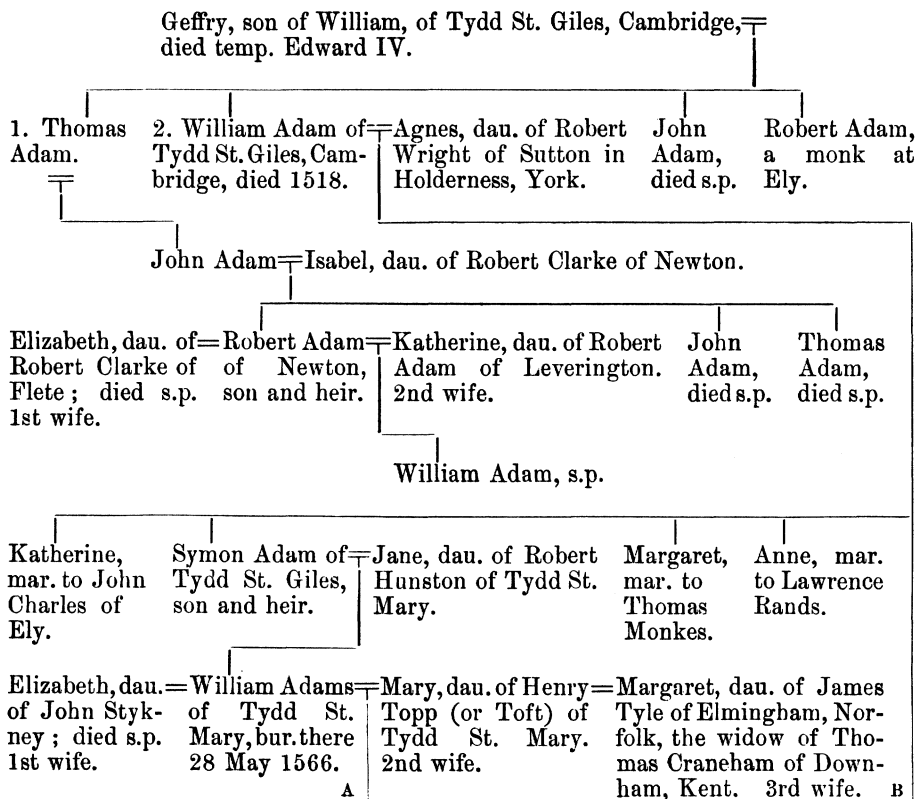 Geffry, son of William, of Tydd St. Giles, Cambridge,
died temp. Edward IV.
1. Thomas
Adam.
2. William Adam of
Tydd St. Giles, Cam-
bridge, died 1518.
Agnes, dau. of Robert
Wright of Sutton in
Holderness, York.
John
Adam,
died s.p.
Robert Adam,
a monk at
Ely.
John Adam=Isabel, dau. of Robert Clarke of Newton.
Elizabeth, dau. of=
Robert Clarke of
Flete ; died s.p.
1st wife.
Robert Adam=
of Newton,
son and heir.
Katherine, dau. of Robert
Adam of Leverington.
2nd wife.
John
Adam,
died s.p.
Thomas
Adam,
died s.p.
William Adam, s.p.
Katherine,
mar. to John
Charles of
Ely.
Symon Adam of=
Tydd St. Giles,
son and heir.
Jane, dau. of Robert
Hunston of Tydd St.
Mary.
Margaret,
mar. to
Thomas
Monkes.
Anne, mar.
to Lawrence
Rands.
Elizabeth, dau.=
of John Styk-
ney ; died s.p.
1st wife.
William Adams=
of Tydd St.
Mary, bur. there
28 May 1566.
A
Mary, dau. of Henry=
Topp (or Toft) of
Tydd St. Mary.
2nd wife.
Margaret, dau. of James
Tyle of Elmingham, Nor-
folk, the widow of Tho-
mas Craneham of Down-
ham, Kent. 3rd wife.
B